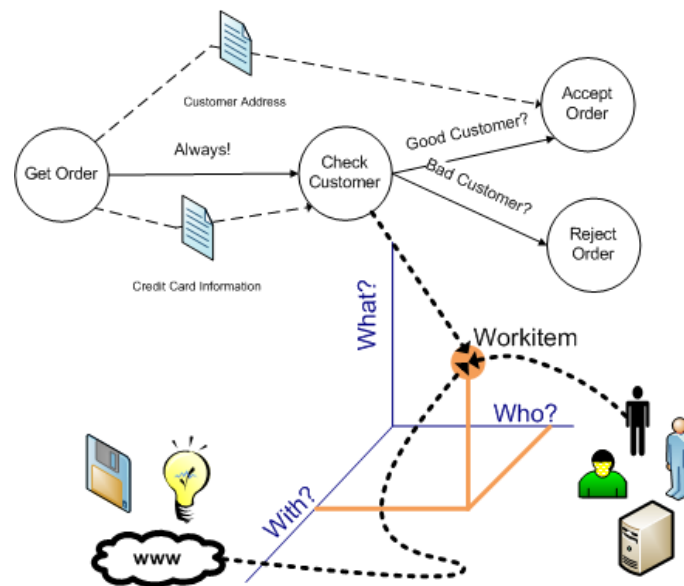 Customer Address
Accept
Order
Good Customer?
Always!
Get Order
Check
Customer
Bad Customer?
Reject
Order
Credit Card Information
What?
Workitem
Who?
With?
www